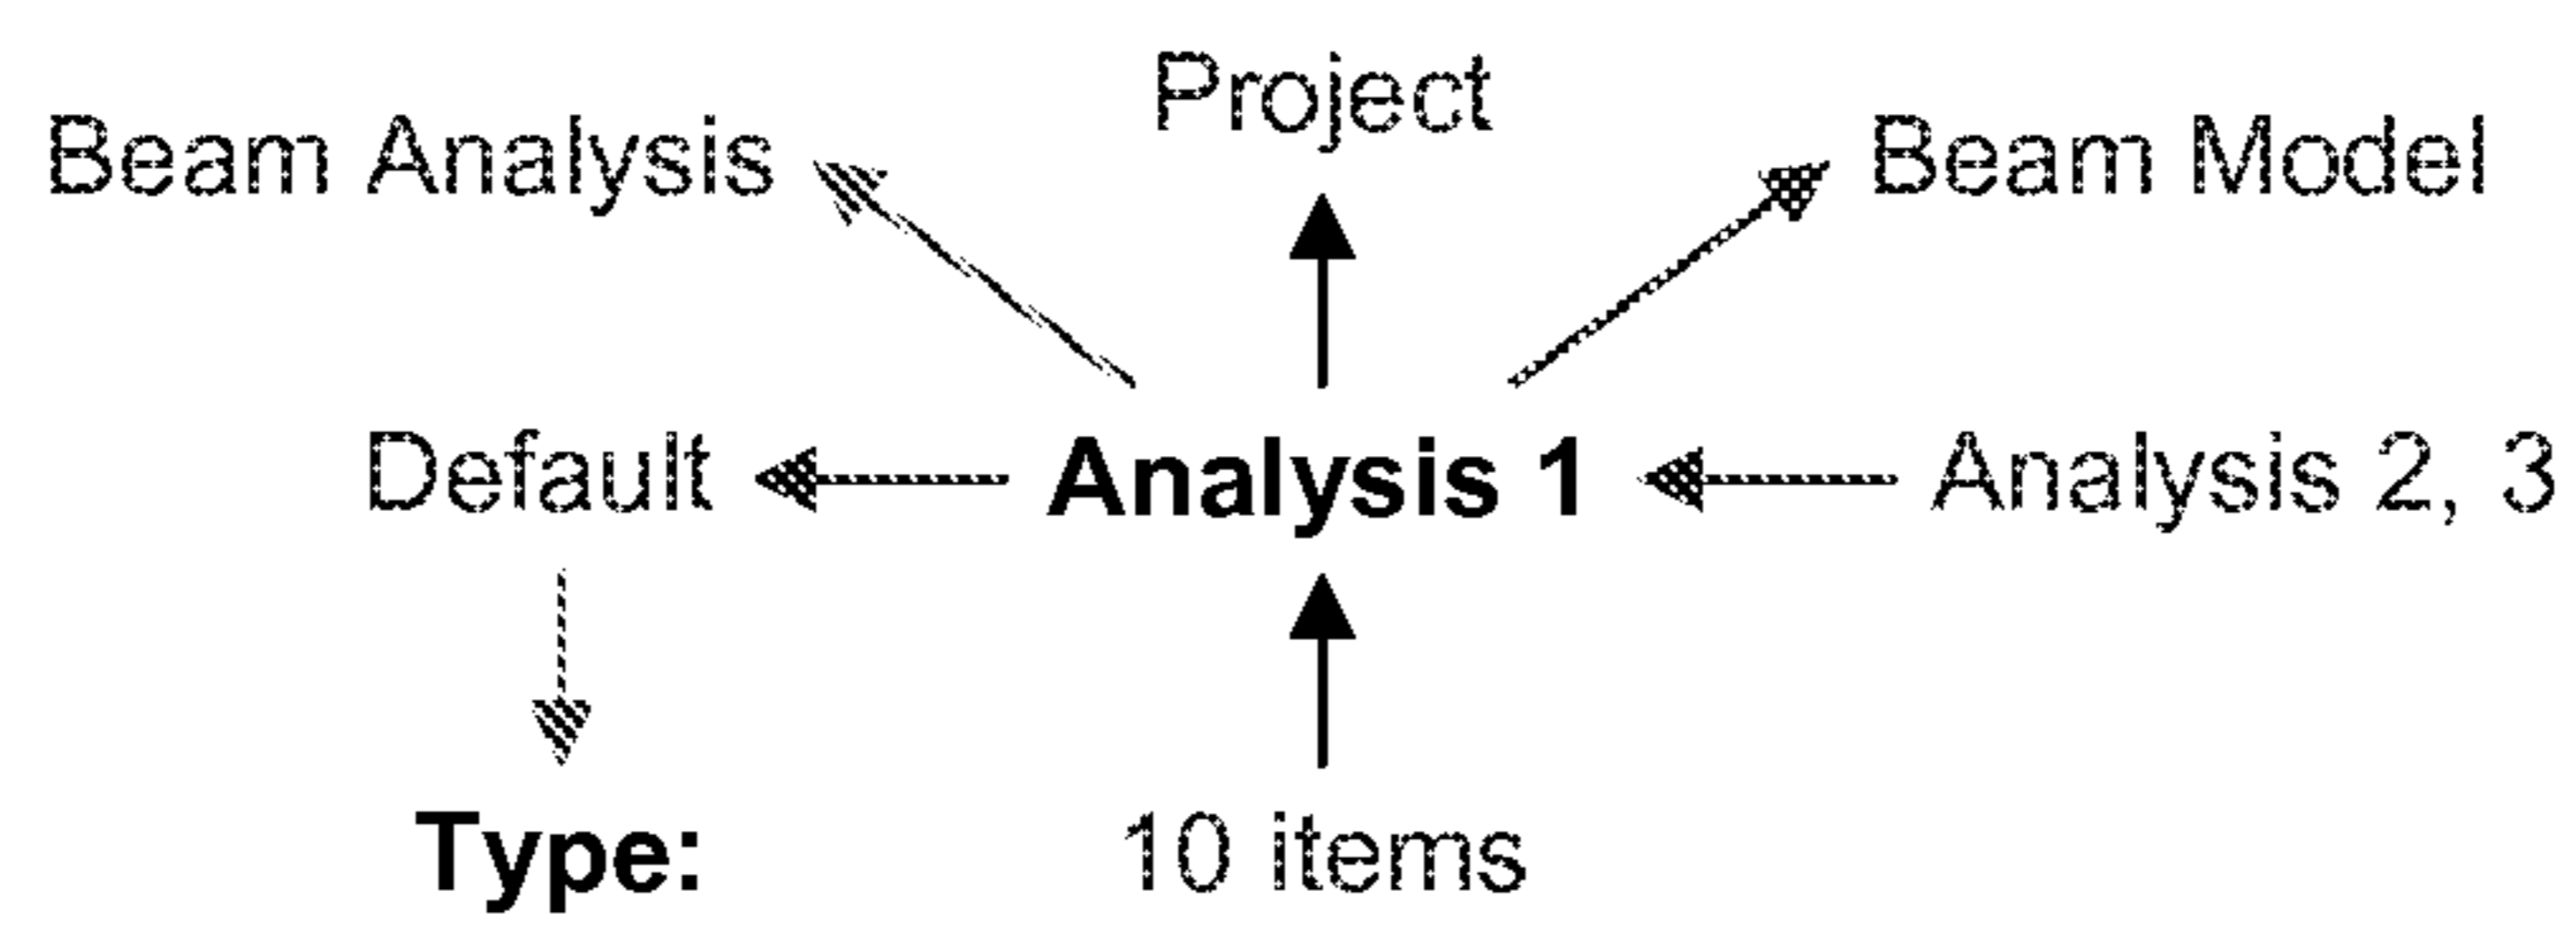 Project
Beam Analysis
Beam Model
Default
Analysis 1
Analysis 2, 3
Type:
10 items